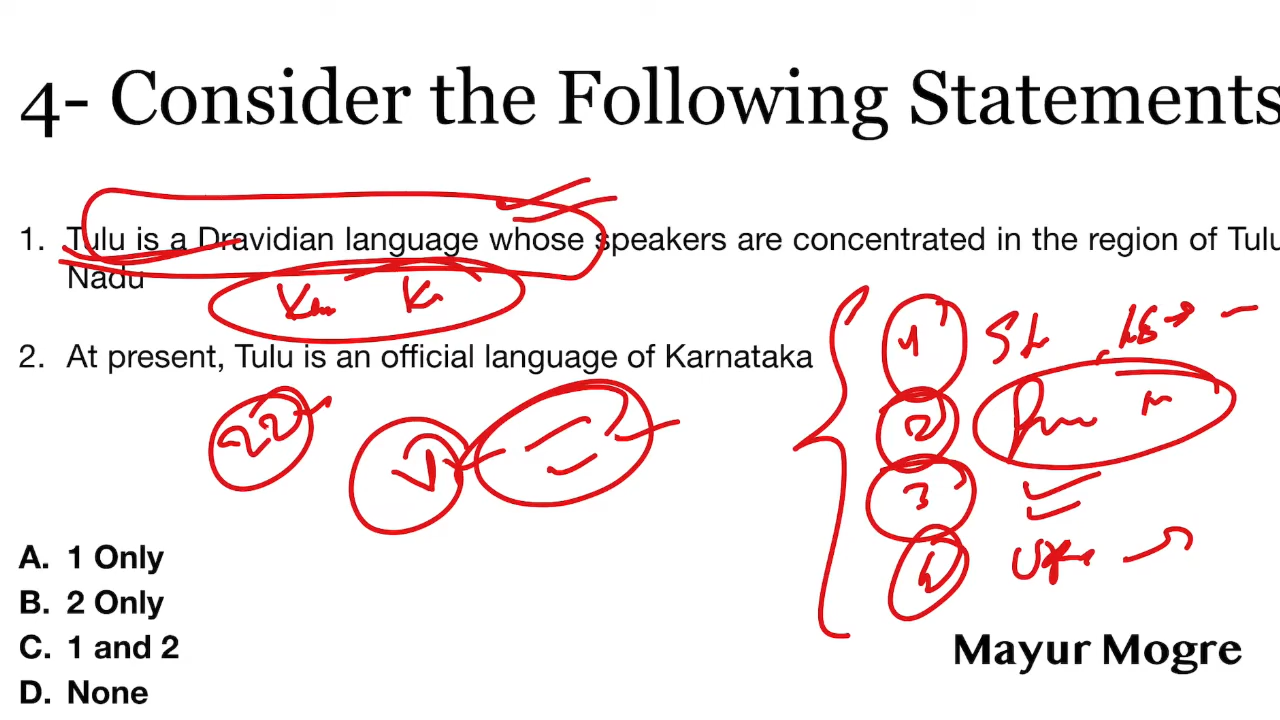 4- Consider the Following Statements
1. Tulu is a Dravidian language whose speakers are concentrated in the region of Tulu
Nadu
2. At present, Tulu is an official language of Karnataka
22
1
2
3
A. 1 Only
B. 2 Only
C. 1 and 2
D. None
Mayur Mogre